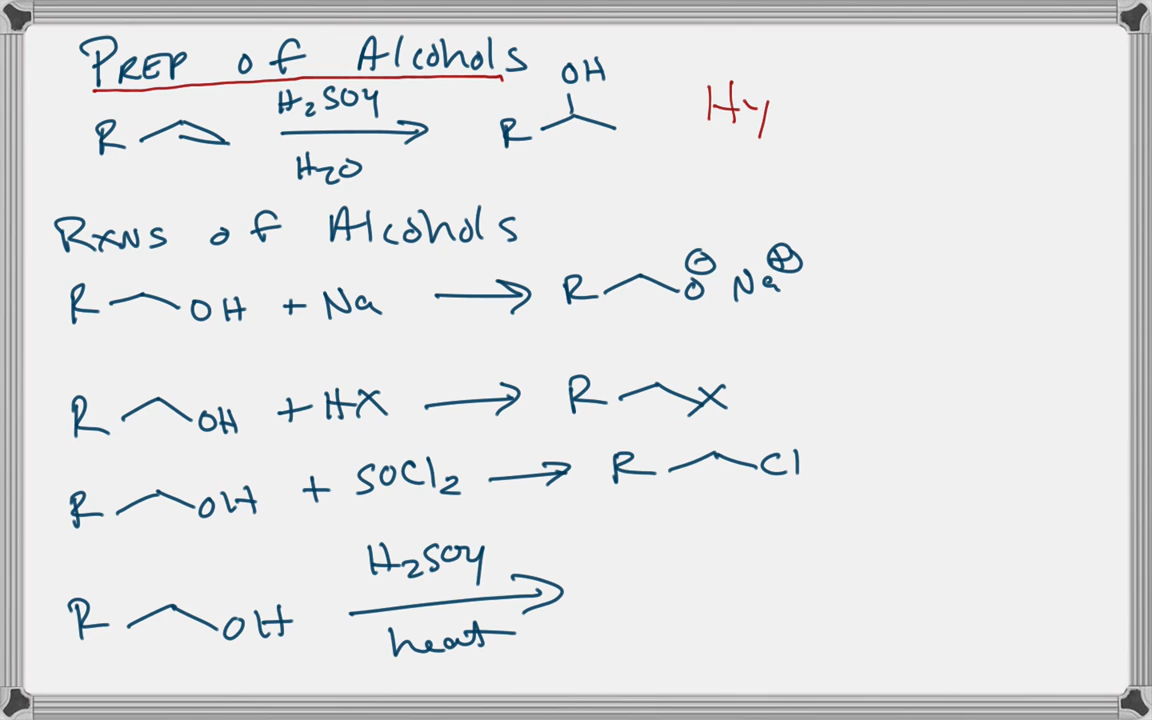 PREP of Alcohols
R H₂SO4 H₂O R OH Hy
RXNS of Alcohols
R OH + Na R O⊖ Na⊕
R OH + HX R X
R OH + SOCl₂ R Cl
R OH H₂SO4 heat